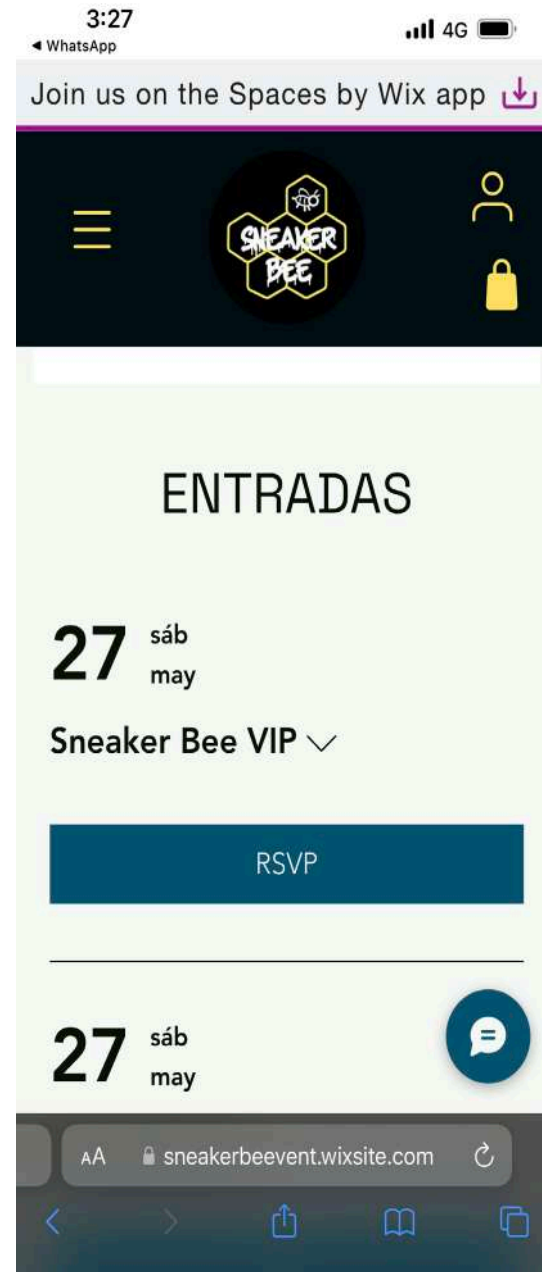 3:27
4G
WhatsApp
Join us on the Spaces by Wix app
SNEAKER
BEE
ENTRADAS
27 sáb
may
Sneaker Bee VIP
RSVP
27 sáb
may
AA sneakerbeevent.wixsite.com